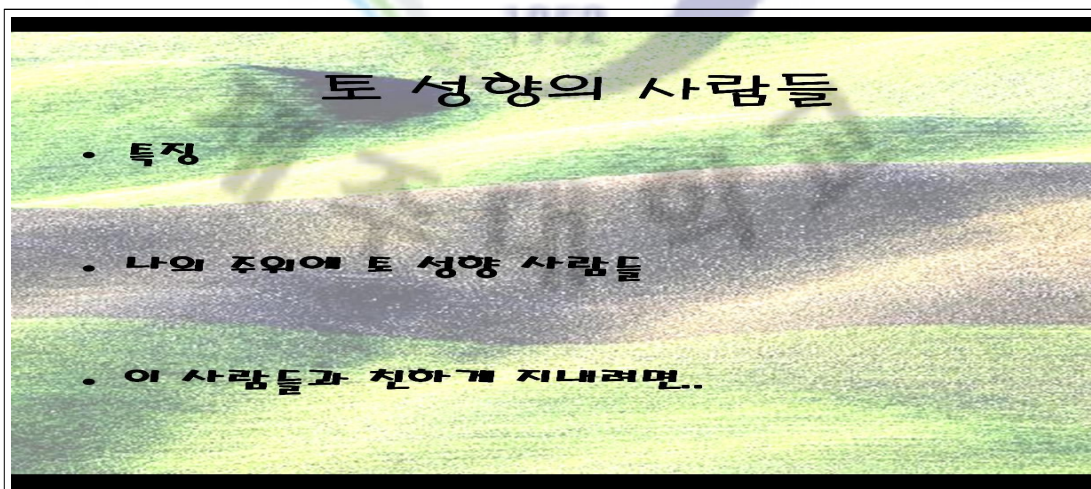 1952
토 성향의 사람들
• 특징
• 나의 주위에 토 성향 사람들
• 이 사람들과 친하게 지내려면..